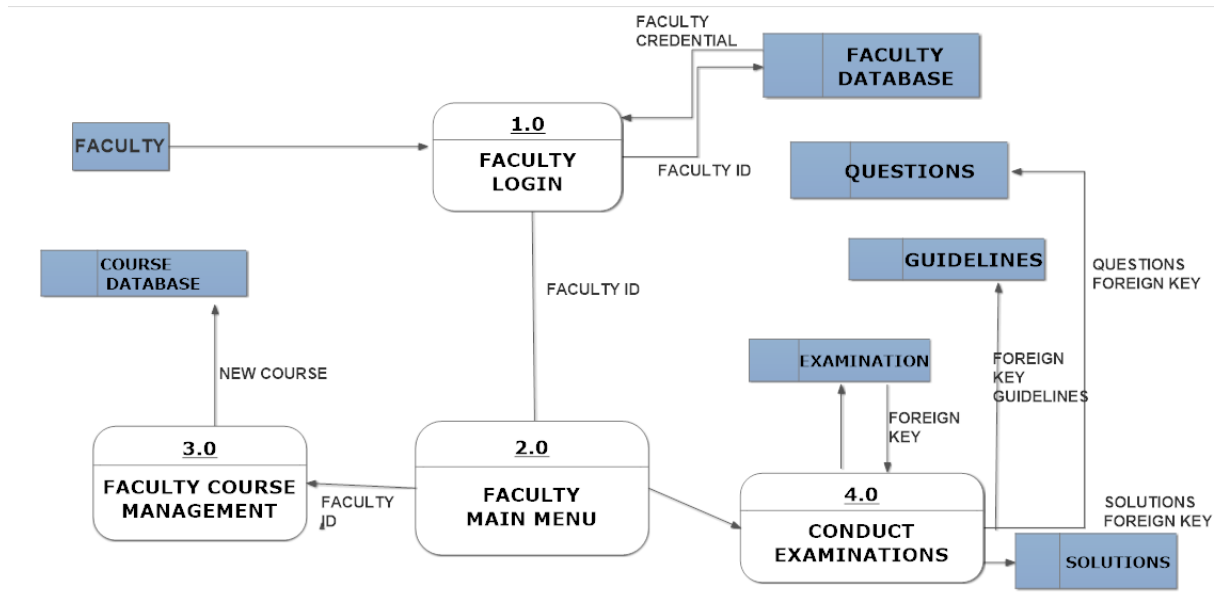 FACULTY
CREDENTIAL
FACULTY
DATABASE
1.0
FACULTY
LOGIN
FACULTY
FACULTY ID
QUESTIONS
COURSE
DATABASE
GUIDELINES
QUESTIONS
FOREIGN KEY
FACULTY ID
EXAMINATION
FOREIGN
KEY
GUIDELINES
NEW COURSE
FOREIGN
KEY
3.0
FACULTY COURSE
MANAGEMENT
FACULTY
ID
2.0
FACULTY
MAIN MENU
4.0
CONDUCT
EXAMINATIONS
SOLUTIONS
FOREIGN KEY
SOLUTIONS